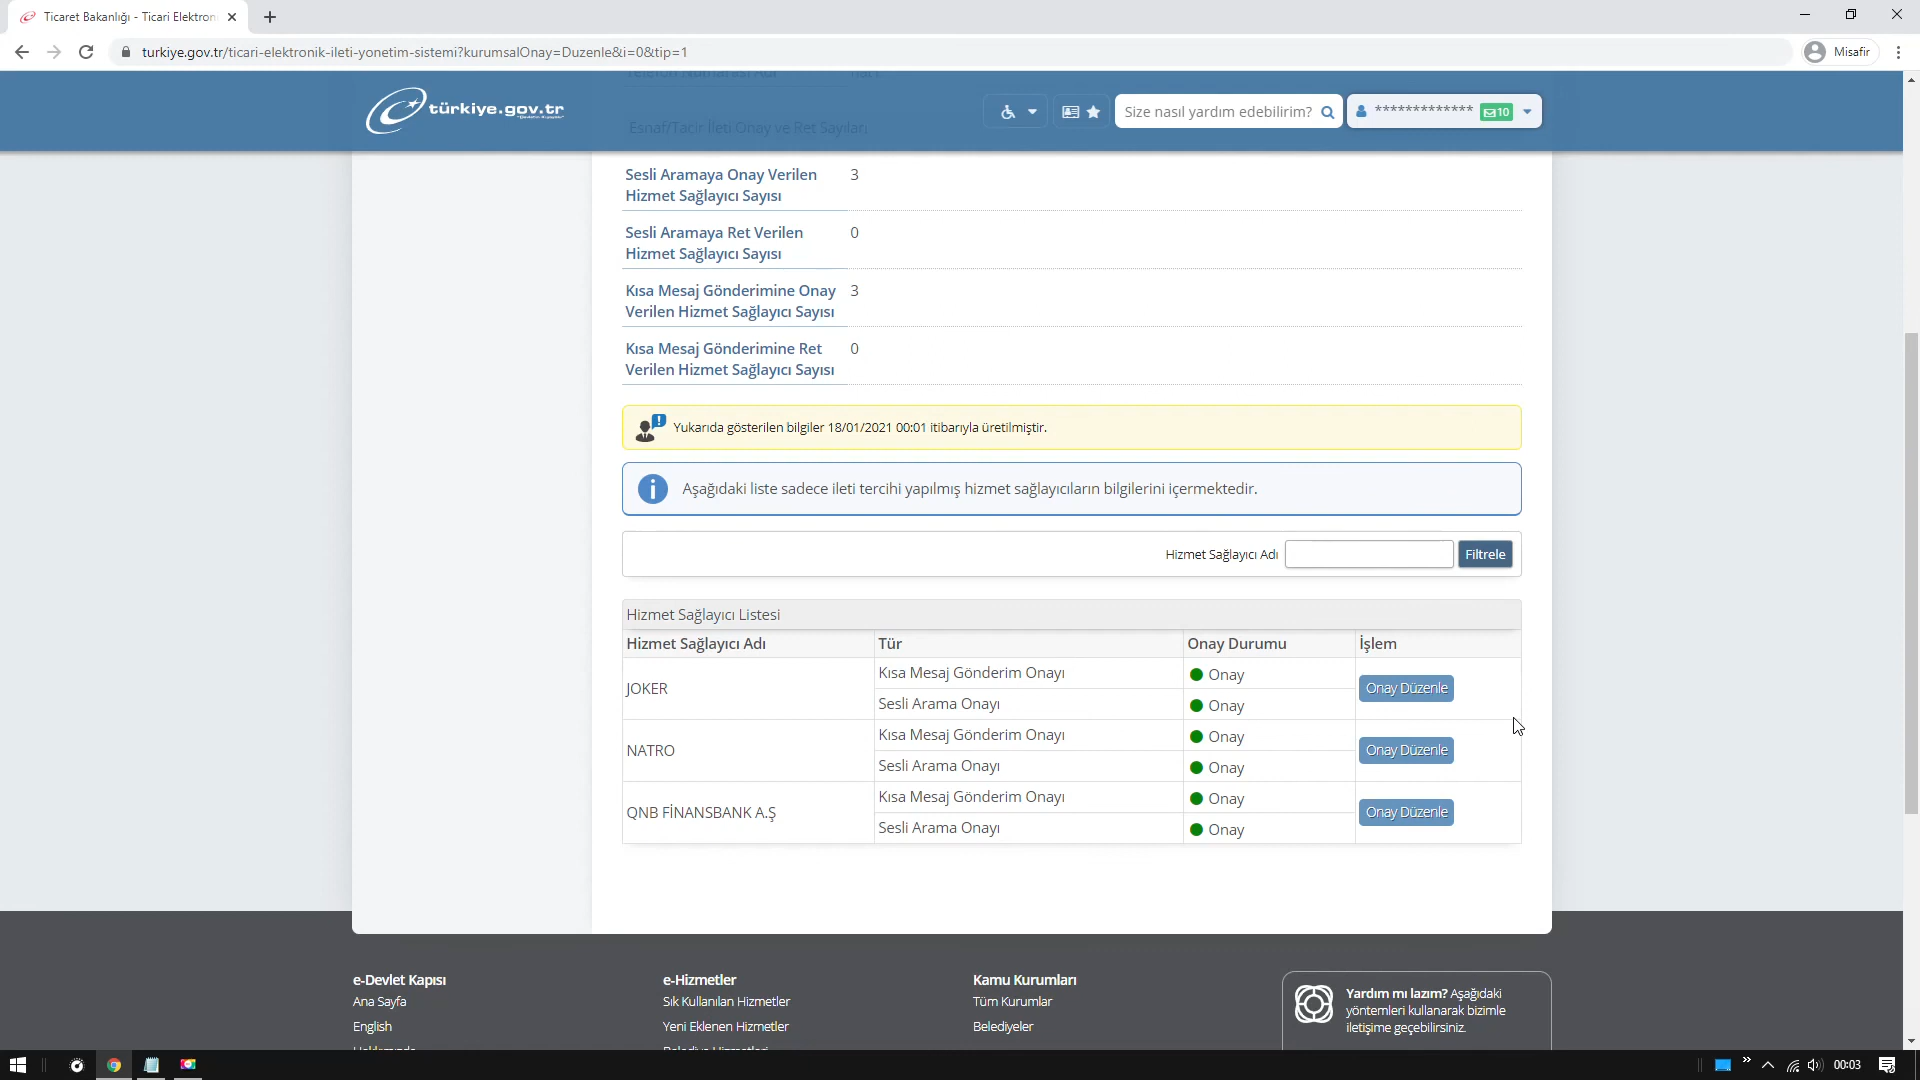 Ticaret Bakanlığı - Ticari Elektron
turkiye.gov.tr/ticari-elektronik-ileti-yonetim-sistemi?kurumsalOnay=Duzenle&i=0&tip=1
Misafir
türkiye.gov.tr
Size nasıl yardım edebilirim?
*************
10
Esnaf/Tacir İleti Onay ve Ret Sayıları
Sesli Aramaya Onay Verilen
Hizmet Sağlayıcı Sayısı
3
Sesli Aramaya Ret Verilen
Hizmet Sağlayıcı Sayısı
0
Kısa Mesaj Gönderimine Onay
Verilen Hizmet Sağlayıcı Sayısı
3
Kısa Mesaj Gönderimine Ret
Verilen Hizmet Sağlayıcı Sayısı
0
Yukarıda gösterilen bilgiler 18/01/2021 00:01 itibarıyla üretilmiştir.
Aşağıdaki liste sadece ileti tercihi yapılmış hizmet sağlayıcıların bilgilerini içermektedir.
Hizmet Sağlayıcı Adı
Filtrele
Hizmet Sağlayıcı Listesi
Hizmet Sağlayıcı Adı Tür Onay Durumu İşlem
JOKER
Kısa Mesaj Gönderim Onayı Onay
Sesli Arama Onayı Onay
Onay Düzenle
NATRO
Kısa Mesaj Gönderim Onayı Onay
Sesli Arama Onayı Onay
Onay Düzenle
QNB FİNANSBANK A.Ş
Kısa Mesaj Gönderim Onayı Onay
Sesli Arama Onayı Onay
Onay Düzenle
e-Devlet Kapısı
Ana Sayfa
English
e-Hizmetler
Sık Kullanılan Hizmetler
Yeni Eklenen Hizmetler
Kamu Kurumları
Tüm Kurumlar
Belediyeler
Yardım mı lazım? Aşağıdaki
yöntemleri kullanarak bizimle
iletişime geçebilirsiniz.
00:03